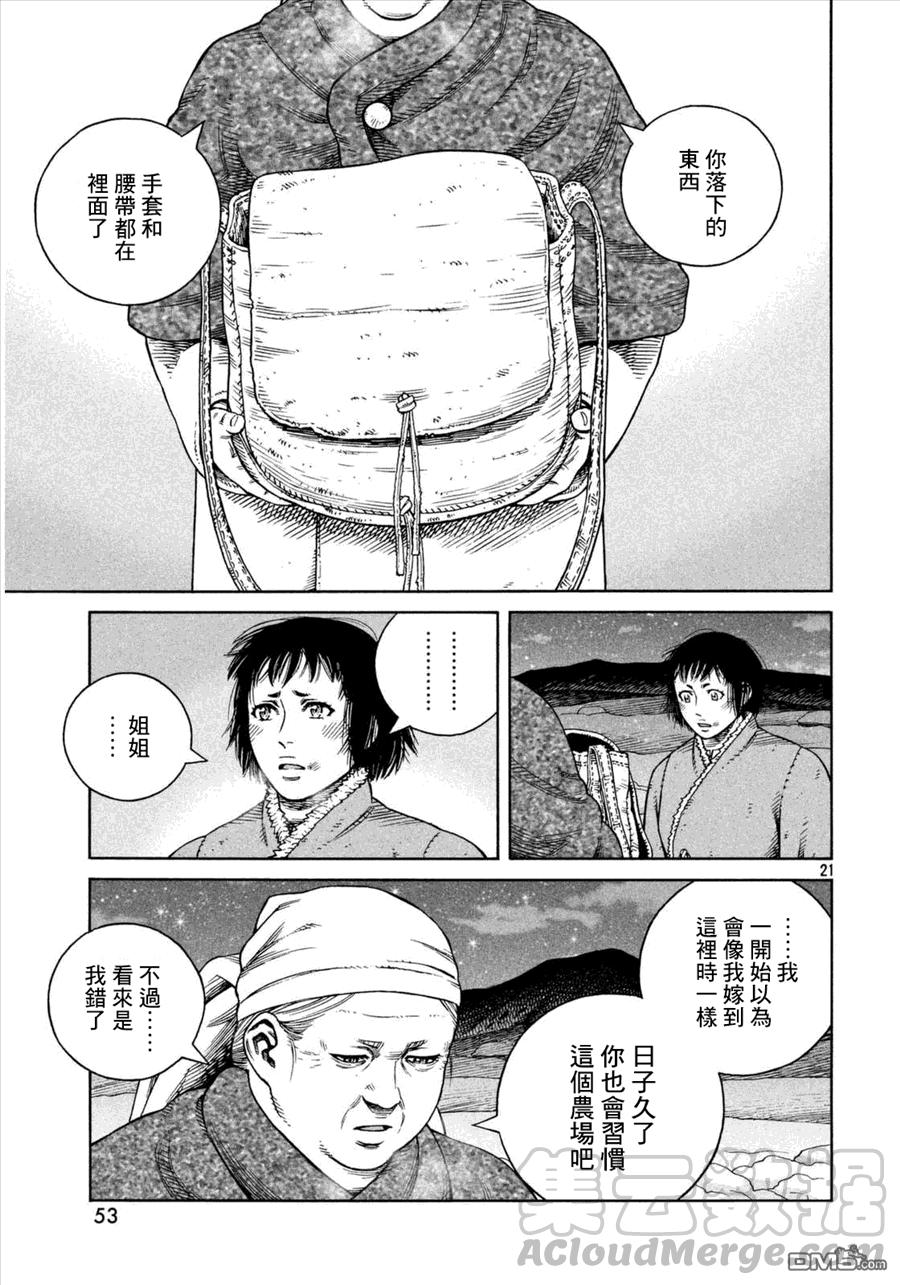 你落下的
東西
手套和
腰帶都在
裡面了
…………
姐姐
……
21
……我
一開始以為
會像我嫁到
這裡時一樣
日子久了
你也會習慣
這個農場吧
不過……
看來是
我錯了
53
集云数据
AcloudMerge.com
DM5.com